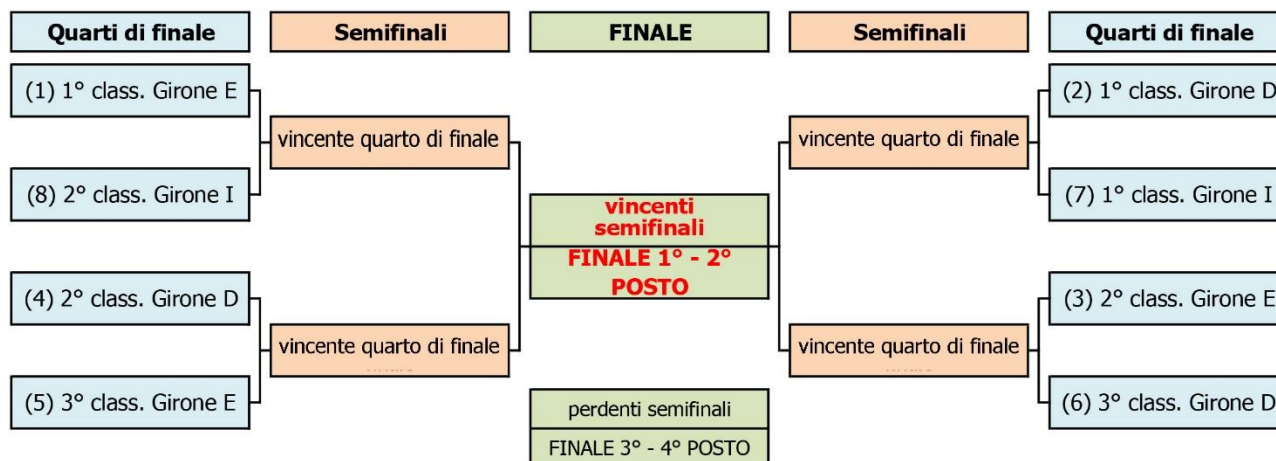 Quarti di finale
Semifinali
FINALE
Semifinali
Quarti di finale
(1) 1° class. Girone E
(2) 1° class. Girone D
vincente quarto di finale
vincente quarto di finale
(8) 2° class. Girone I
(7) 1° class. Girone I
vincenti
semifinali
FINALE 1° - 2°
POSTO
(4) 2° class. Girone D
(3) 2° class. Girone E
vincente quarto di finale
vincente quarto di finale
(5) 3° class. Girone E
(6) 3° class. Girone D
perdenti semifinali
FINALE 3° - 4° POSTO